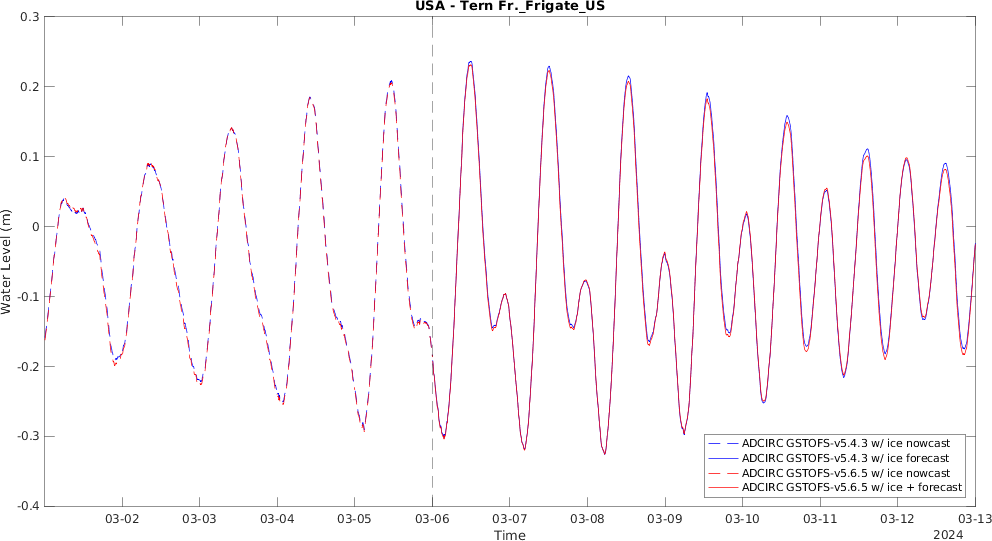 USA - Tern Fr._Frigate_US
0.3
0.2
0.1
0
-0.1
-0.2
-0.3
-0.4
Water Level (m)
ADCIRC GSTOFS-v5.4.3 w/ ice nowcast
ADCIRC GSTOFS-v5.4.3 w/ ice forecast
ADCIRC GSTOFS-v5.6.5 w/ ice nowcast
ADCIRC GSTOFS-v5.6.5 w/ ice + forecast
03-02 03-03 03-04 03-05 03-06 03-07 03-08 03-09 03-10 03-11 03-12 03-13
Time
2024